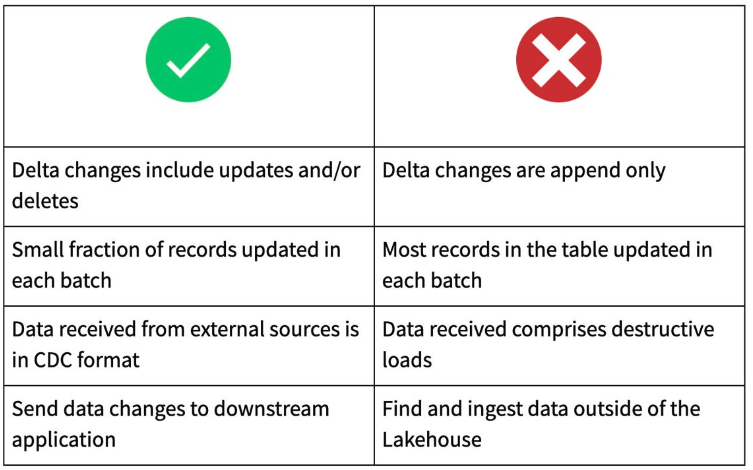 Delta changes include updates and/or
deletes
Delta changes are append only
Small fraction of records updated in
each batch
Most records in the table updated in
each batch
Data received from external sources is
in CDC format
Data received comprises destructive
loads
Send data changes to downstream
application
Find and ingest data outside of the
Lakehouse